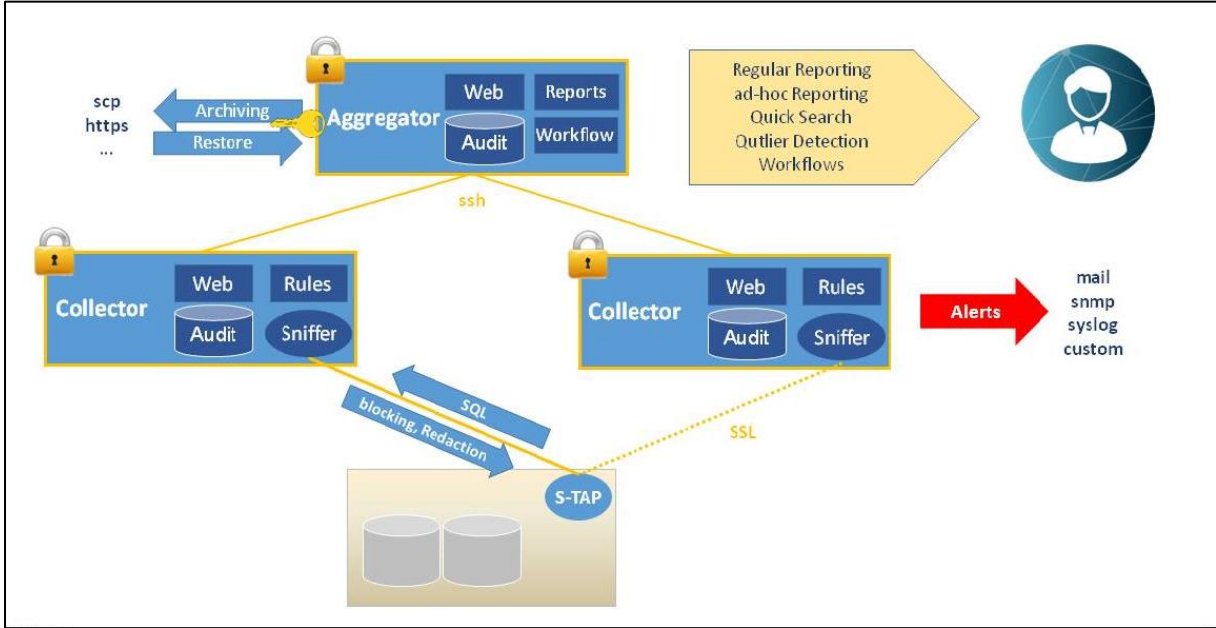 scp
https
...
Archiving
Restore
Aggregator
Web
Reports
Audit
Workflow
Regular Reporting
ad-hoc Reporting
Quick Search
Qutlier Detection
Workflows
ssh
Collector
Web
Rules
Audit
Sniffer
Collector
Web
Rules
Audit
Sniffer
Alerts
mail
snmp
syslog
custom
SQL
blocking, Redaction
SSL
S-TAP